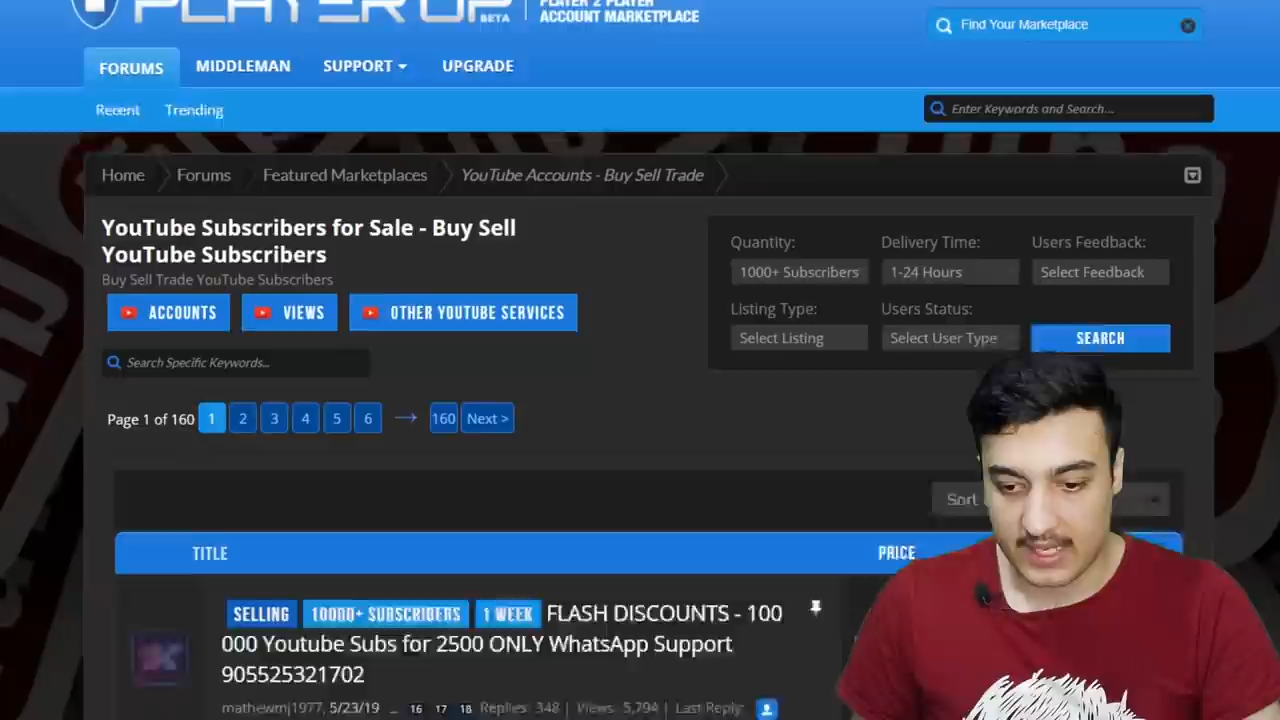 PLAYER UP BETA
PLAYER 2 PLAYER
ACCOUNT MARKETPLACE
Find Your Marketplace
FORUMS MIDDLEMAN SUPPORT UPGRADE
Recent Trending
Enter Keywords and Search...
Home Forums Featured Marketplaces YouTube Accounts - Buy Sell Trade
YouTube Subscribers for Sale - Buy Sell
YouTube Subscribers
Buy Sell Trade YouTube Subscribers
ACCOUNTS VIEWS OTHER YOUTUBE SERVICES
Search Specific Keywords...
Quantity: Delivery Time: Users Feedback:
1000+ Subscribers 1-24 Hours Select Feedback
Listing Type: Users Status:
Select Listing Select User Type SEARCH
Page 1 of 160 1 2 3 4 5 6 → 160 Next >
Sort
TITLE PRICE
SELLING 10000+ SUBSCRIBERS 1 WEEK FLASH DISCOUNTS - 100
000 Youtube Subs for 2500 ONLY WhatsApp Support
905525321702
mathewmj1977, 5/23/19 ... 16 17 18 Replies: 348 | Views: 5,794 | Last Reply: